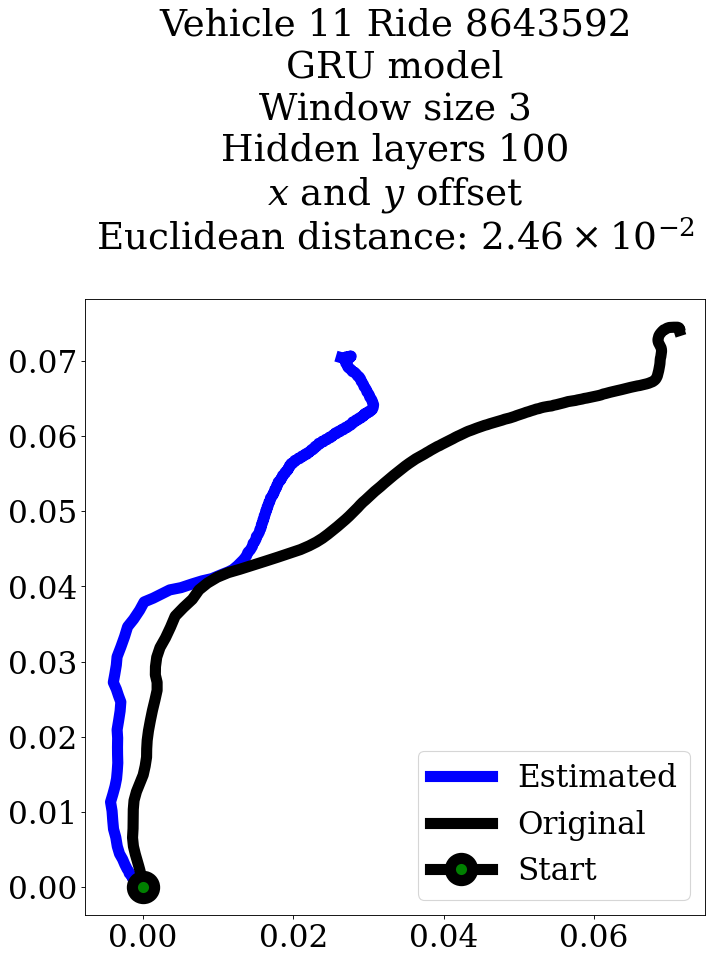 Vehicle 11 Ride 8643592
GRU model
Window size 3
Hidden layers 100
x and y offset
Euclidean distance: 2.46 × 10⁻²
0.07
0.06
0.05
0.04
0.03
0.02
0.01
0.00
Estimated
Original
Start
0.00 0.02 0.04 0.06